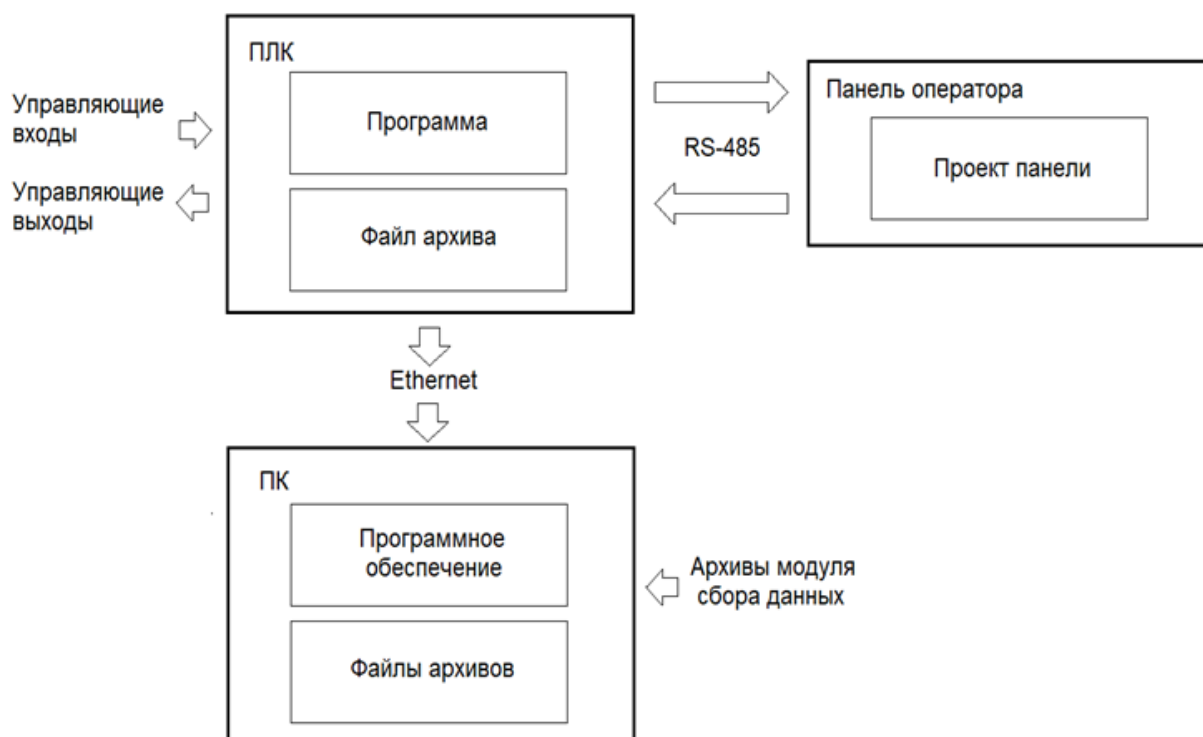 ПЛК
Программа
Файл архива
Управляющие
входы
Управляющие
выходы
RS-485
Панель оператора
Проект панели
Ethernet
ПК
Программное
обеспечение
Файлы архивов
Архивы модуля
сбора данных